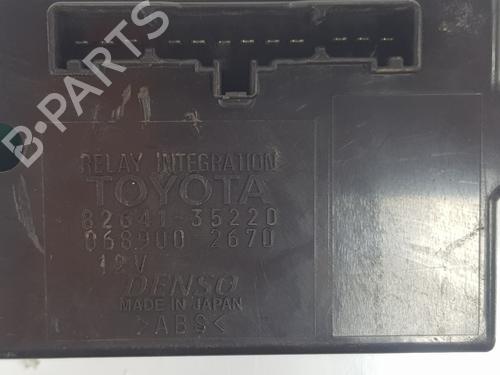 B-PARTS
RELAY INTEGRATION
TOYOTA
82641-35220
068900-2670
12V
DENSO
MADE IN JAPAN
>ABS<